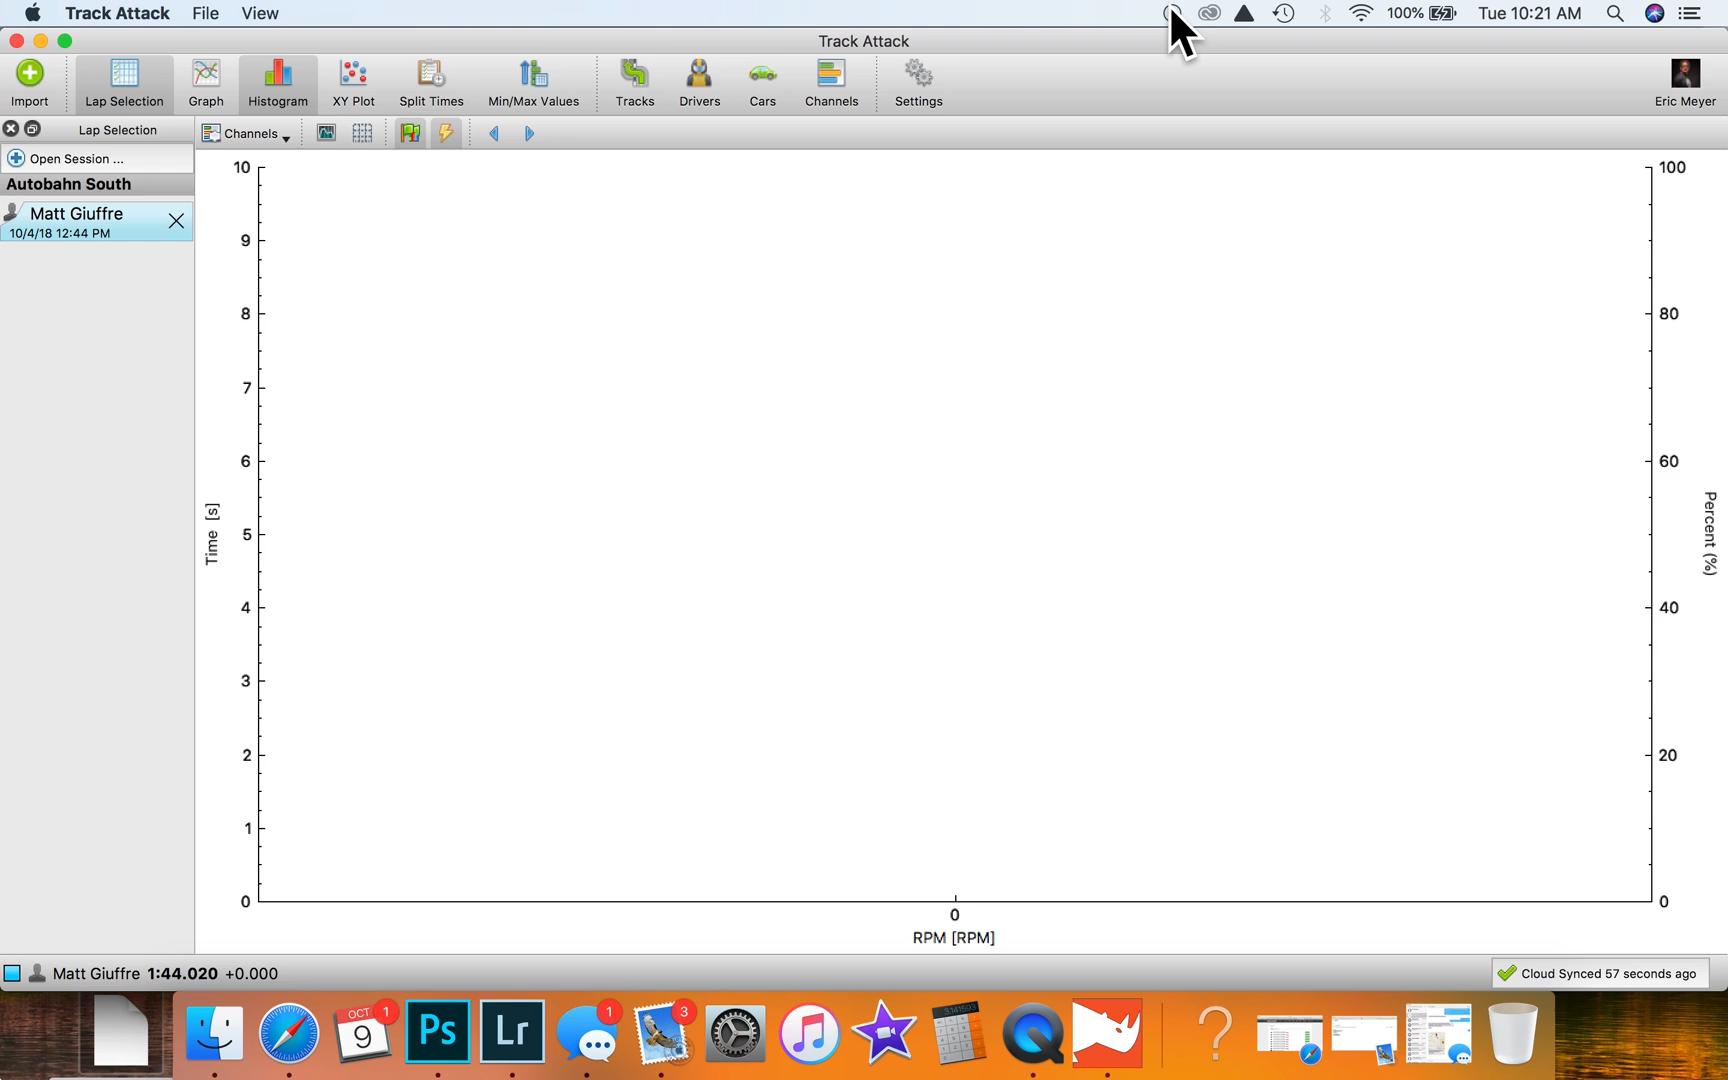 Track Attack File View 100% Tue 10:21 AM
Track Attack
Import Lap Selection Graph Histogram XY Plot Split Times Min/Max Values Tracks Drivers Cars Channels Settings Eric Meyer
Lap Selection
Channels
Open Session ...
Autobahn South
Matt Giuffre
10/4/18 12:44 PM
10
9
8
7
6
5
4
3
2
1
0
Time [s]
0
RPM [RPM]
100
80
60
40
20
0
Percent (%)
Matt Giuffre 1:44.020 +0.000
Cloud Synced 57 seconds ago
OCT
9
1
Ps
Lr
1
3
3.141593
?